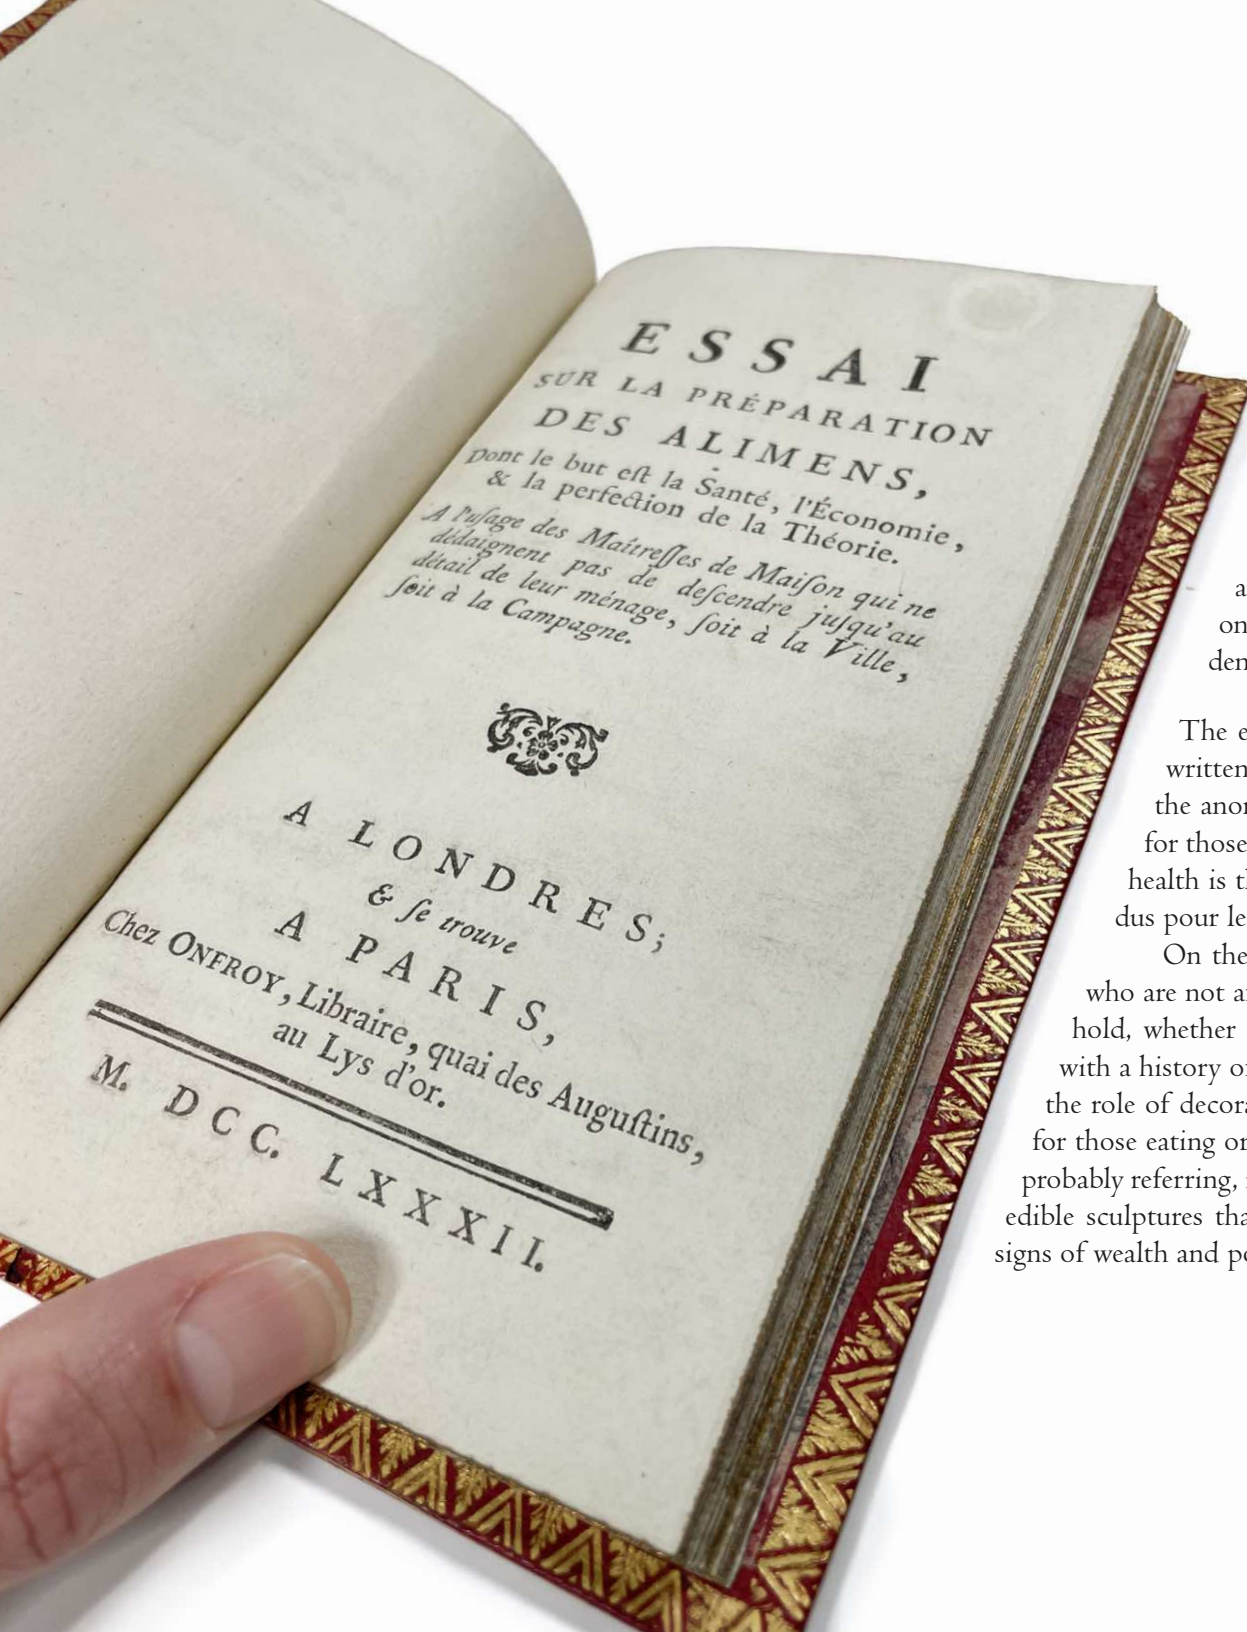 ESSAI
SUR LA PRÉPARATION
DES ALIMENS,
Dont le but eſt la Santé, l'Économie,
& la perfection de la Théorie.
A l'uſage des Maîtreſſes de Maiſon qui ne
dédaignent pas de deſcendre juſqu'au
détail de leur ménage, ſoit à la Ville,
ſoit à la Campagne.
A LONDRES;
& ſe trouve
A PARIS,
Chez ONFROY, Libraire, quai des Auguſtins,
au Lys d'or.
M. DCC. LXXXII.
a
on
den
The e
written
the anon
for those
health is th
dus pour le
On the
who are not a
hold, whether
with a history o
the role of decora
for those eating or
probably referring,
edible sculptures tha
signs of wealth and po